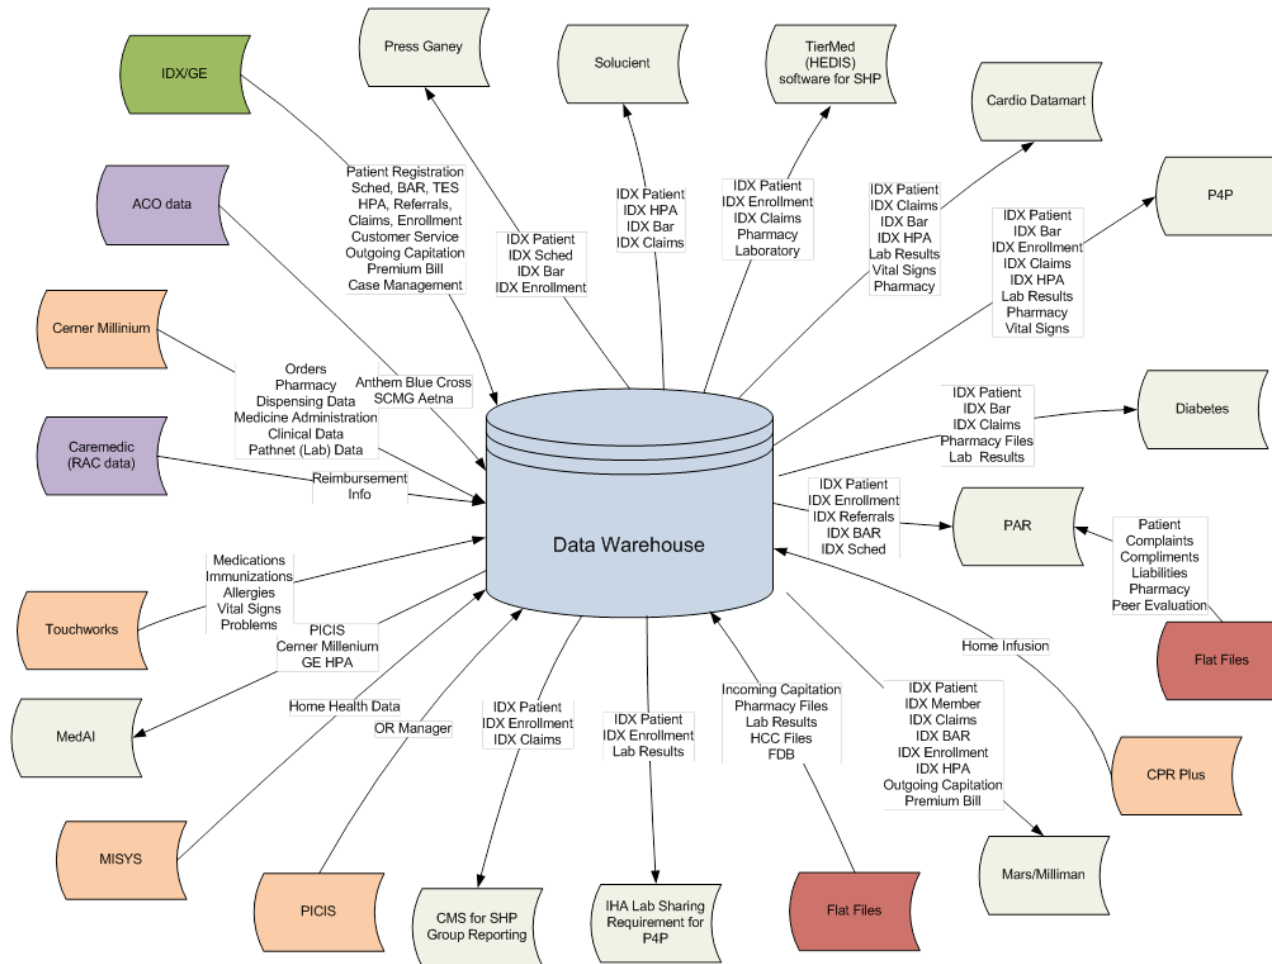 Press Ganey
Solucient
TierMed
(HEDIS)
software for SHP
IDX/GE
Cardio Datamart
ACO data
P4P
Patient Registration
Sched, BAR, TES
HPA, Referrals,
Claims, Enrollment
Customer Service
Outgoing Capitation
Premium Bill
Case Management
IDX Patient
IDX Sched
IDX Bar
IDX Enrollment
IDX Patient
IDX HPA
IDX Bar
IDX Claims
IDX Patient
IDX Enrollment
IDX Claims
Pharmacy
Laboratory
IDX Patient
IDX Claims
IDX Bar
IDX HPA
Lab Results
Vital Signs
Pharmacy
IDX Patient
IDX Bar
IDX Enrollment
IDX Claims
IDX HPA
Lab Results
Pharmacy
Vital Signs
Cerner Millinium
Orders
Pharmacy
Dispensing Data
Medicine Administration
Clinical Data
Pathnet (Lab) Data
Anthem Blue Cross
SCMG Aetna
IDX Patient
IDX Bar
IDX Claims
Pharmacy Files
Lab  Results
Diabetes
Caremedic
(RAC data)
Reimbursement
Info
Data Warehouse
IDX Patient
IDX Enrollment
IDX Referrals
IDX BAR
IDX Sched
PAR
Patient
Complaints
Compliments
Liabilities
Pharmacy
Peer Evaluation
Medications
Immunizations
Allergies
Vital Signs
Problems
Touchworks
PICIS
Cerner Millenium
GE HPA
Home Infusion
Flat Files
MedAI
Home Health Data
OR Manager
IDX Patient
IDX Enrollment
IDX Claims
IDX Patient
IDX Enrollment
Lab Results
Incoming Capitation
Pharmacy Files
Lab Results
HCC Files
FDB
IDX Patient
IDX Member
IDX Claims
IDX BAR
IDX Enrollment
IDX HPA
Outgoing Capitation
Premium Bill
CPR Plus
MISYS
PICIS
CMS for SHP
Group Reporting
IHA Lab Sharing
Requirement for
P4P
Flat Files
Mars/Milliman